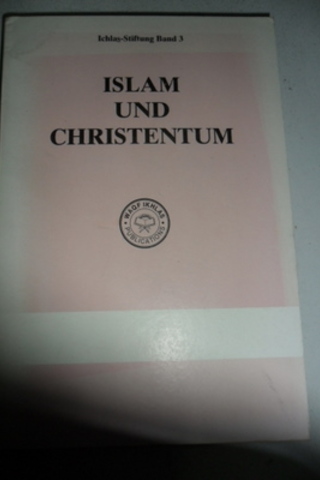 Ichlas-Stiftung Band 3
ISLAM
UND
CHRISTENTUM
WAQF IKHLAS
PUBLICATIONS